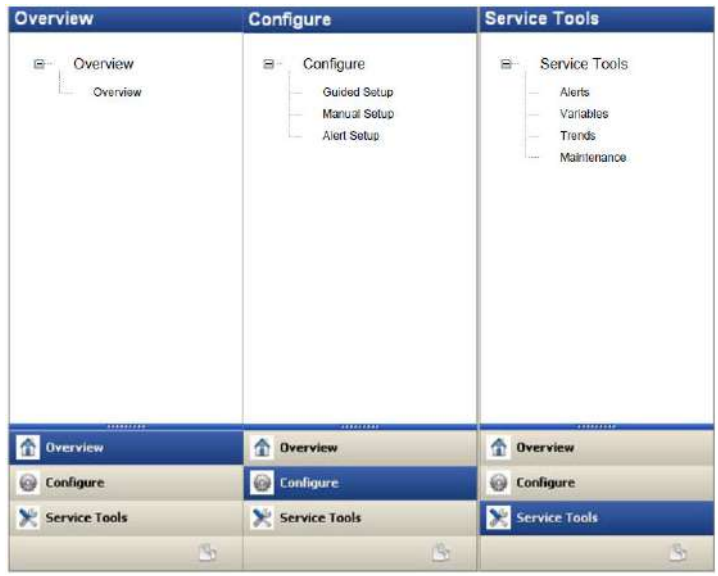 Overview
Overview
Overview
Overview
Configure
Service Tools
Configure
Configure
Guided Setup
Manual Setup
Alert Setup
Overview
Configure
Service Tools
Service Tools
Service Tools
Alerts
Variables
Trends
Maintenance
Overview
Configure
Service Tools